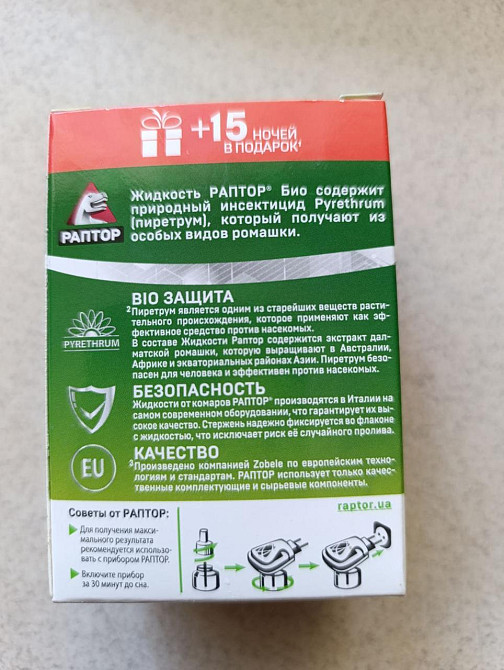 +15 НОЧЕЙ
В ПОДАРОК¹
Жидкость РАПТОР® Био содержит
природный инсектицид Pyrethrum
(пиретрум), который получают из
особых видов ромашки.
РАПТОР
BIO ЗАЩИТА
²Пиретрум является одним из старейших веществ расти-
тельного происхождения, которое применяют как эф-
фективное средство против насекомых.
В составе Жидкости Раптор содержится экстракт дал-
матской ромашки, которую выращивают в Австралии,
Африке и экваториальных районах Азии. Пиретрум безо-
пасен для человека и эффективен против насекомых.
PYRETHRUM
БЕЗОПАСНОСТЬ
Жидкости от комаров РАПТОР® производятся в Италии на
самом современном оборудовании, что гарантирует их вы-
сокое качество. Стержень надежно фиксируется во флаконе
с жидкостью, что исключает риск её случайного пролива.
EU
КАЧЕСТВО
³Произведено компанией Zobele по европейским техно-
логиям и стандартам. РАПТОР использует только качес-
твенные комплектующие и сырьевые компоненты.
Советы от РАПТОР:
raptor.ua
Для получения макси-
мального результата
рекомендуется использо-
вать с прибором РАПТОР.
Включите прибор
за 30 минут до сна.